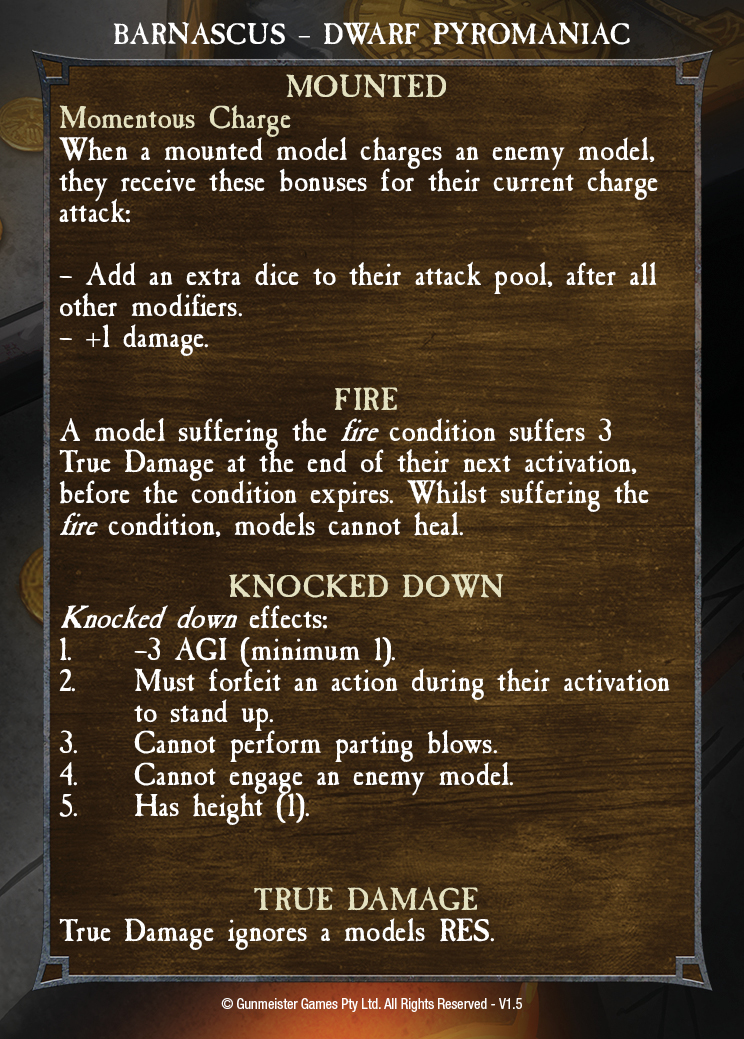 BARNASCUS – DWARF PYROMANIAC
MOUNTED
Momentous Charge
When a mounted model charges an enemy model,
they receive these bonuses for their current charge
attack:
– Add an extra dice to their attack pool, after all
other modifiers.
– +1 damage.
FIRE
A model suffering the fire condition suffers 3
True Damage at the end of their next activation,
before the condition expires. Whilst suffering the
fire condition, models cannot heal.
KNOCKED DOWN
Knocked down effects:
1. –3 AGI (minimum 1).
2. Must forfeit an action during their activation
to stand up.
3. Cannot perform parting blows.
4. Cannot engage an enemy model.
5. Has height (1).
TRUE DAMAGE
True Damage ignores a models RES.
© Gunmeister Games Pty Ltd. All Rights Reserved - V1.5